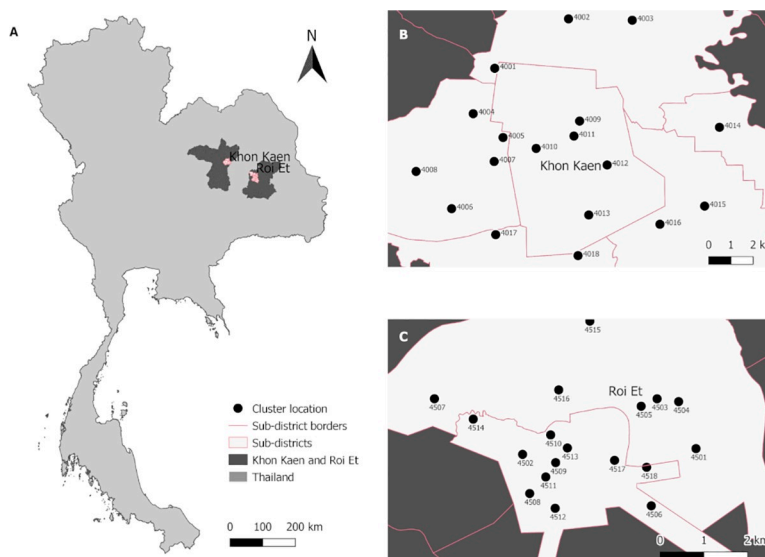 A
N
Khon Kaen
Roi Et
Cluster location
Sub-district borders
Sub-districts
Khon Kaen and Roi Et
Thailand
0 100 200 km
B
4002
4003
4001
4004
4009
4014
4005
4011
4010
4007
Khon Kaen
4012
4008
4005
4015
4013
4016
4017
4018
0 1 2 k
C
4515
4516
Roi Et
4507
4503
4504
4505
4514
4510
4513
4502
4509
4517
4501
4518
4511
4508
4512
4506
0 1 2 k